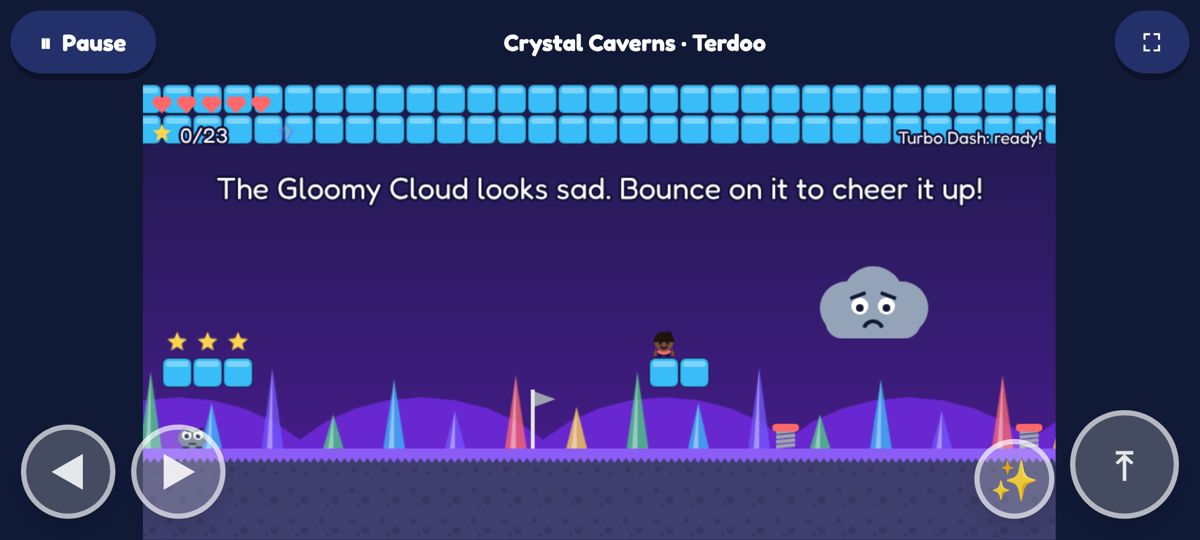 Pause
Crystal Caverns · Terdoo
0/23
Turbo Dash: ready!
The Gloomy Cloud looks sad. Bounce on it to cheer it up!